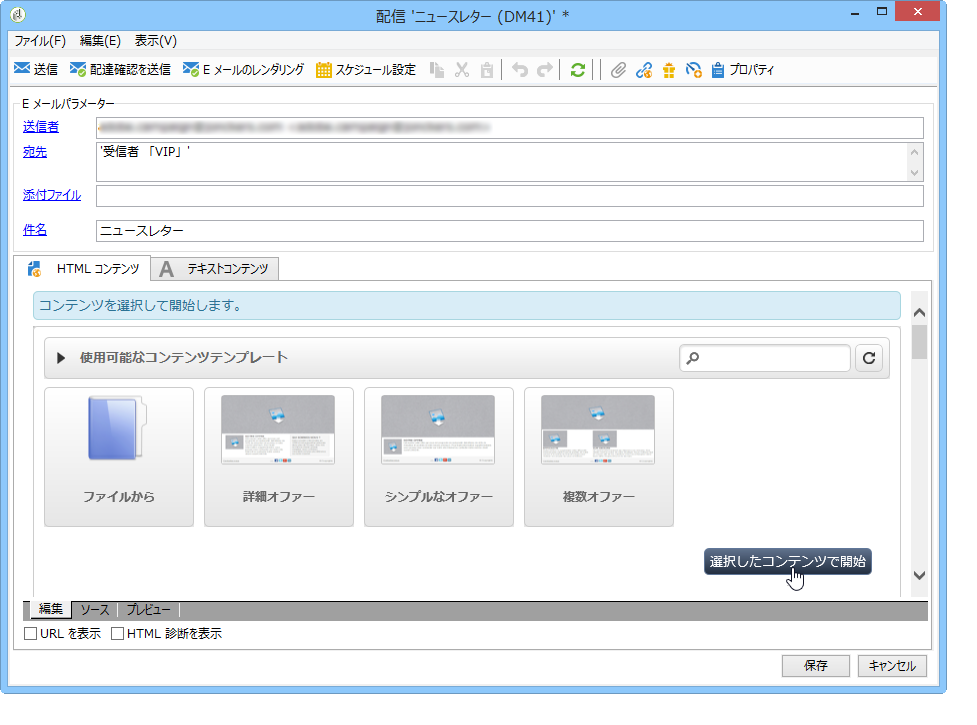 配信 'ニュースレター (DM41)' *
ファイル(F) 編集(E) 表示(V)
送信 配達確認を送信 E メールのレンダリング スケジュール設定 プロパティ
E メールパラメーター
送信者
宛先 '受信者 「VIP」'
添付ファイル
件名 ニュースレター
HTML コンテンツ A テキストコンテンツ
コンテンツを選択して開始します。
使用可能なコンテンツテンプレート
ファイルから 詳細オファー シンプルなオファー 複数オファー
選択したコンテンツで開始
編集 ソース プレビュー
URL を表示 HTML 診断を表示
保存 キャンセル